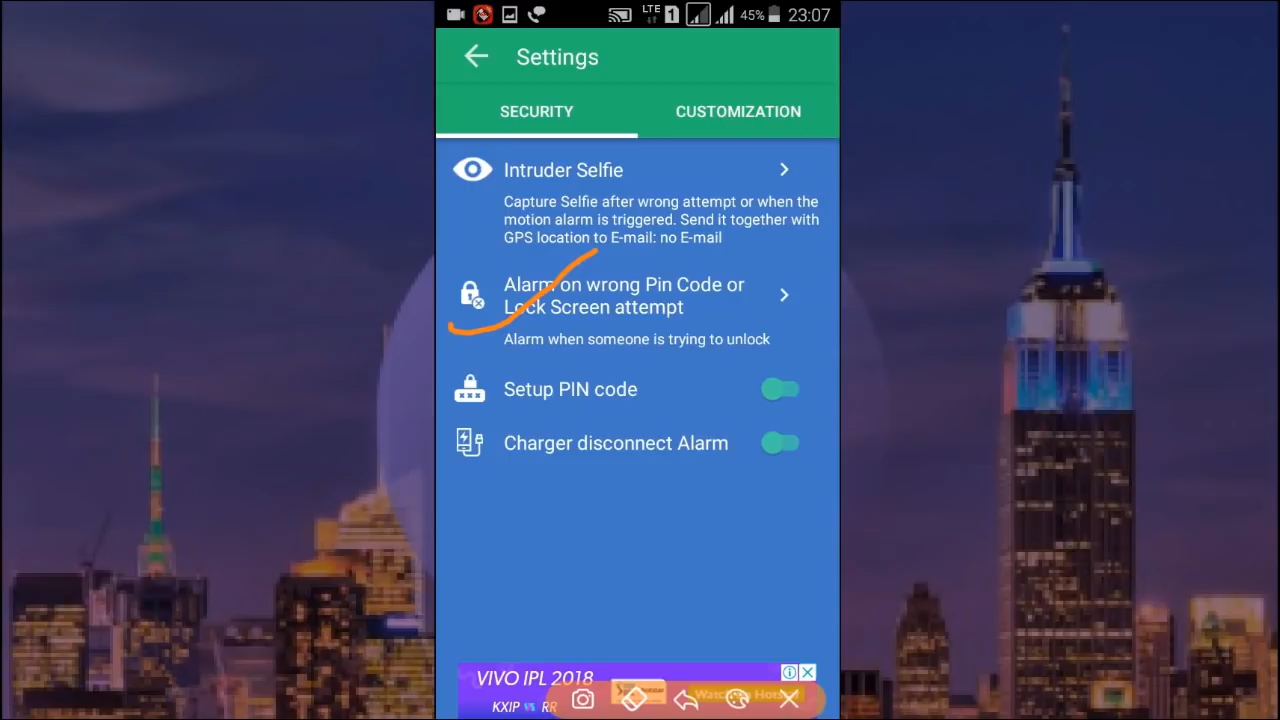 LTE 1 45% 23:07
Settings
SECURITY CUSTOMIZATION
Intruder Selfie
Capture Selfie after wrong attempt or when the
motion alarm is triggered. Send it together with
GPS location to E-mail: no E-mail
Alarm on wrong Pin Code or
Lock Screen attempt
Alarm when someone is trying to unlock
Setup PIN code
Charger disconnect Alarm
VIVO IPL 2018
KXIP vs RR